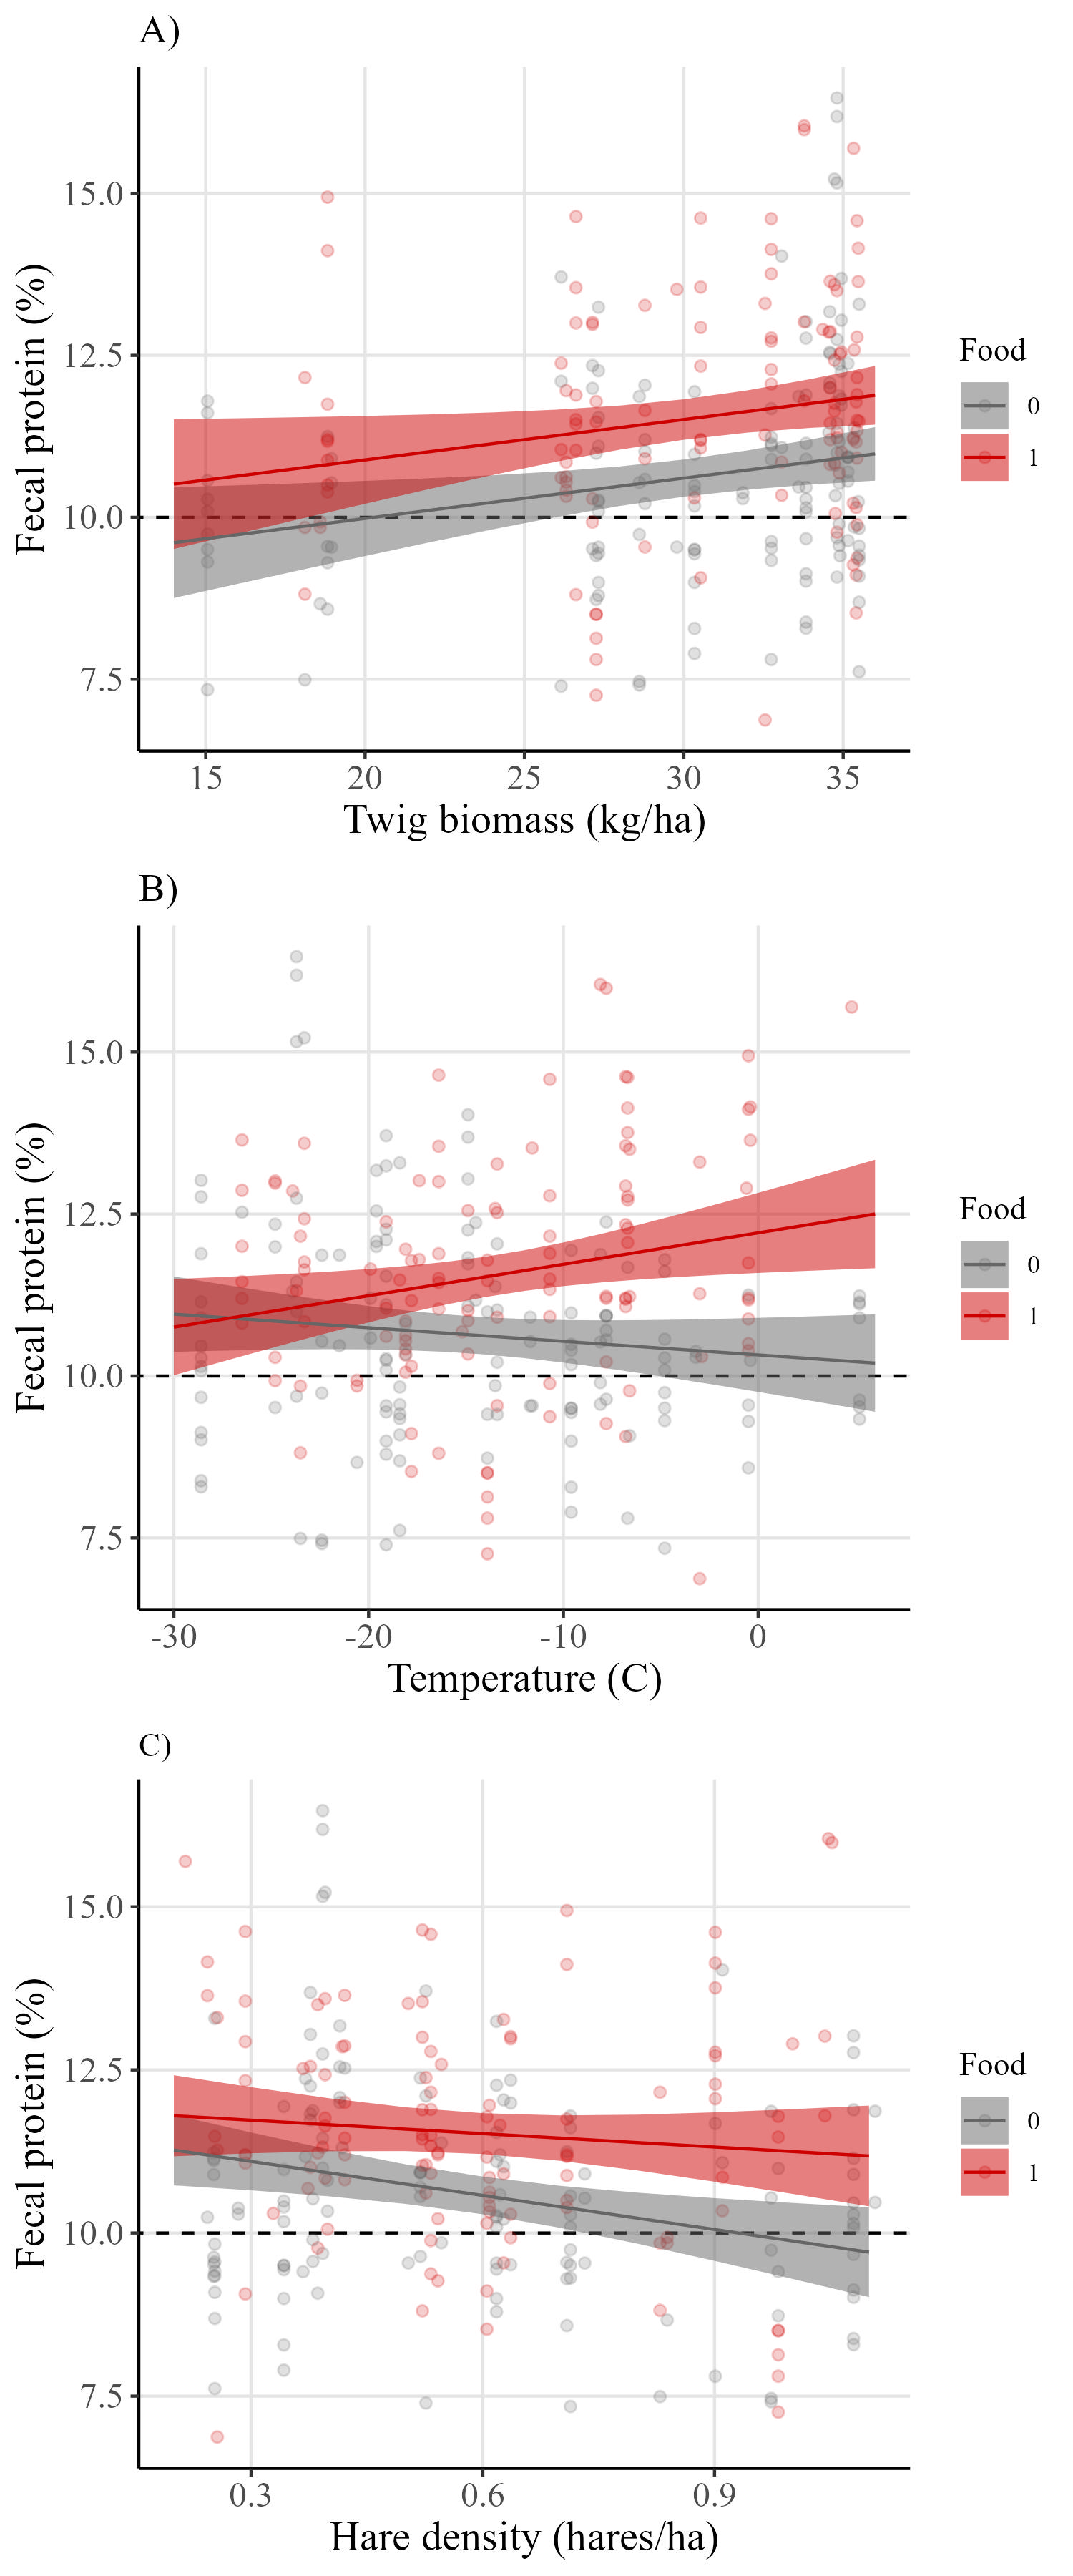 A)
Fecal protein (%)
15.0
12.5
10.0
7.5
15 20 25 30 35
Twig biomass (kg/ha)
Food
0
1
B)
Fecal protein (%)
15.0
12.5
10.0
7.5
-30 -20 -10 0
Temperature (C)
Food
0
1
C)
Fecal protein (%)
15.0
12.5
10.0
7.5
0.3 0.6 0.9
Hare density (hares/ha)
Food
0
1